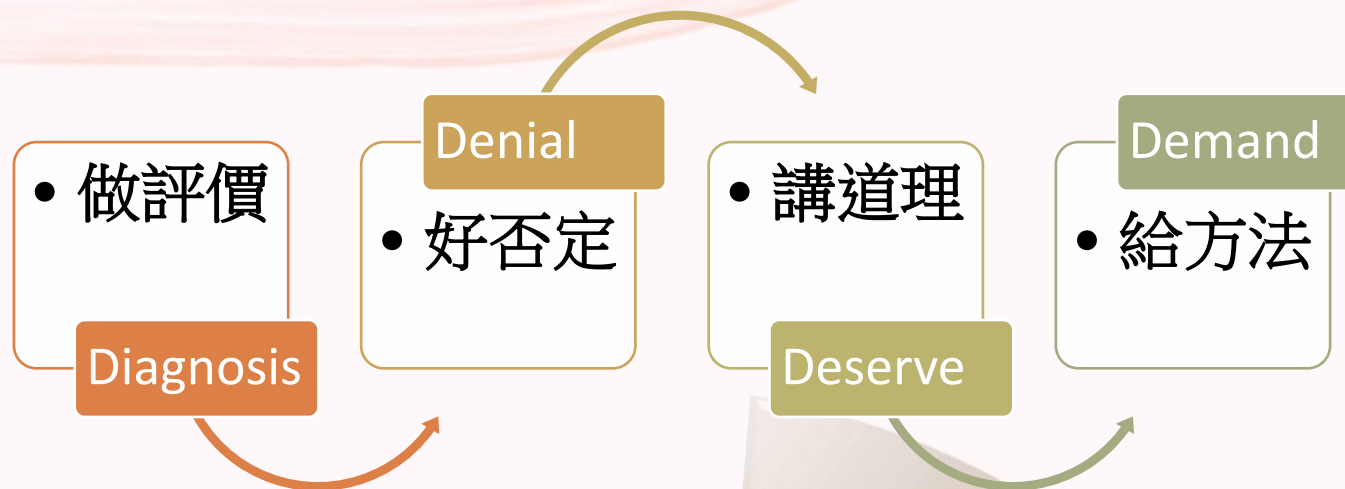 • 做評價
Diagnosis
Denial
• 好否定
• 講道理
Deserve
Demand
• 給方法